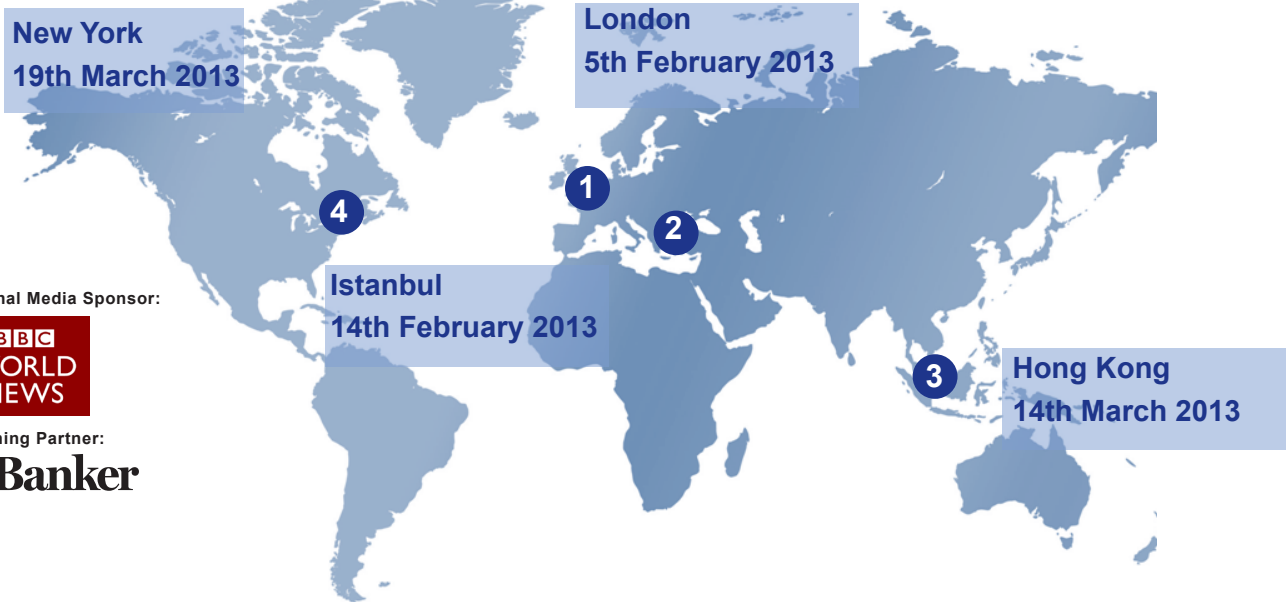 New York
19th March 2013
London
5th February 2013
1
4
2
Istanbul
14th February 2013
nal Media Sponsor:
BBC
ORLD
EWS
3
Hong Kong
14th March 2013
ning Partner:
Banker